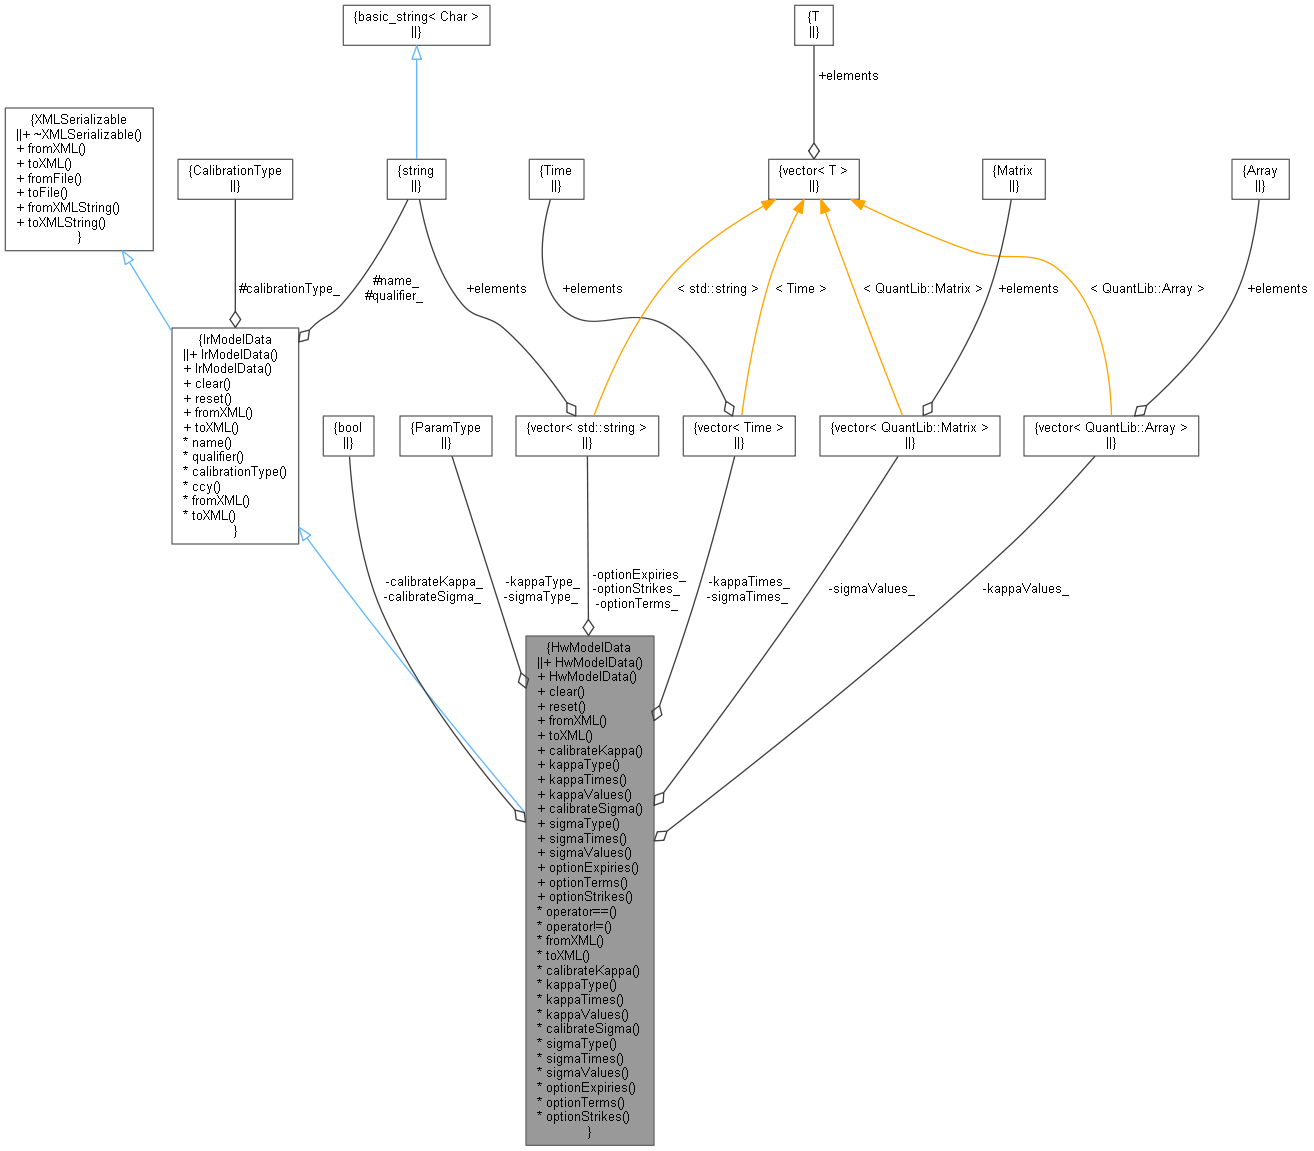 {basic_string< Char >
||}
{T
||}
+elements
{XMLSerializable
||+ ~XMLSerializable()
+ fromXML()
+ toXML()
+ fromFile()
+ toFile()
+ fromXMLString()
+ toXMLString()
}
{CalibrationType
||}
{string
||}
{Time
||}
{vector< T >
||}
{Matrix
||}
{Array
||}
#calibrationType_
#name_
#qualifier_
+elements
+elements
< std::string >
< Time >
< QuantLib::Matrix >
+elements
< QuantLib::Array >
+elements
{IrModelData
||+ IrModelData()
+ IrModelData()
+ clear()
+ reset()
+ fromXML()
+ toXML()
* name()
* qualifier()
* calibrationType()
* ccy()
* fromXML()
* toXML()
}
{bool
||}
{ParamType
||}
{vector< std::string >
||}
{vector< Time >
||}
{vector< QuantLib::Matrix >
||}
{vector< QuantLib::Array >
||}
-calibrateKappa_
-calibrateSigma_
-kappaType_
-sigmaType_
-optionExpiries_
-optionStrikes_
-optionTerms_
-kappaTimes_
-sigmaTimes_
-sigmaValues_
-kappaValues_
{HwModelData
||+ HwModelData()
+ HwModelData()
+ clear()
+ reset()
+ fromXML()
+ toXML()
+ calibrateKappa()
+ kappaType()
+ kappaTimes()
+ kappaValues()
+ calibrateSigma()
+ sigmaType()
+ sigmaTimes()
+ sigmaValues()
+ optionExpiries()
+ optionTerms()
+ optionStrikes()
* operator==()
* operator!=()
* fromXML()
* toXML()
* calibrateKappa()
* kappaType()
* kappaTimes()
* kappaValues()
* calibrateSigma()
* sigmaType()
* sigmaTimes()
* sigmaValues()
* optionExpiries()
* optionTerms()
* optionStrikes()
}